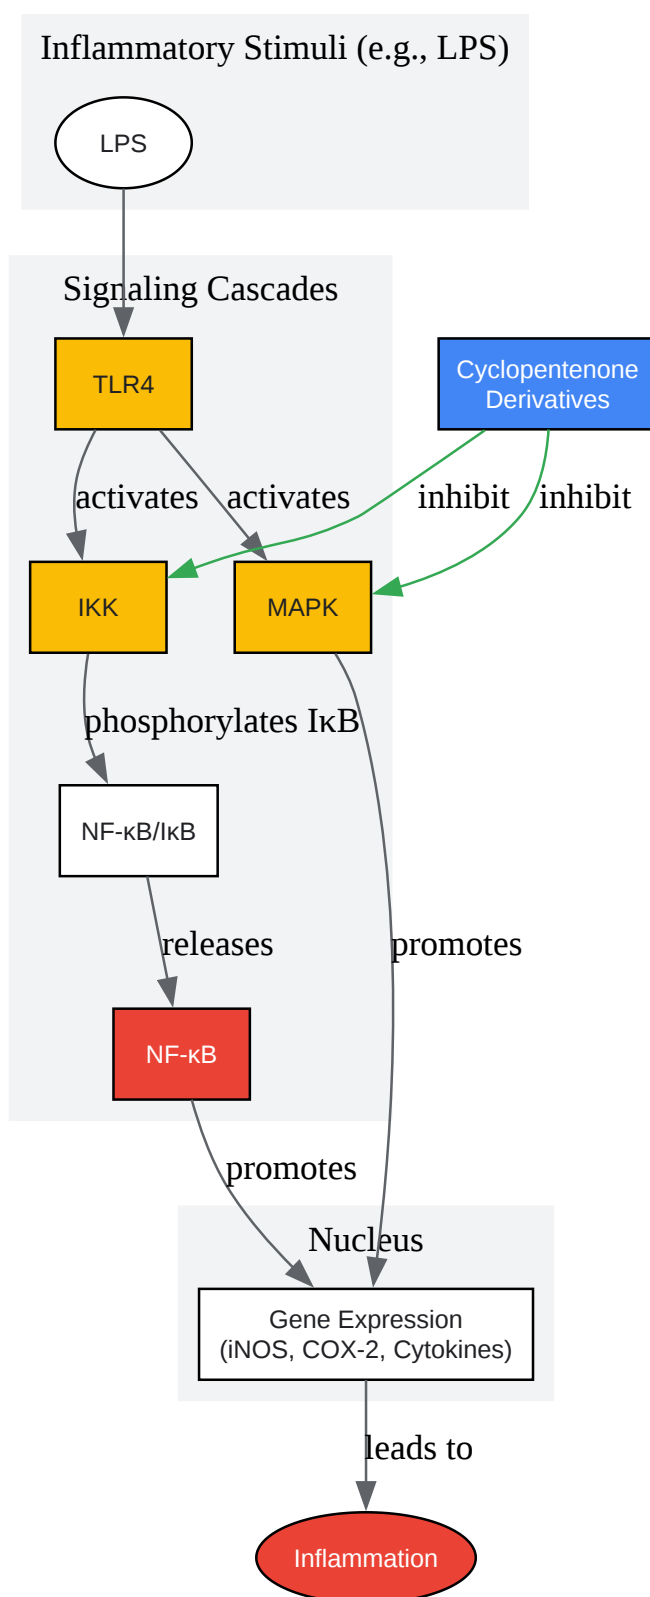 Inflammatory Stimuli (e.g., LPS)
LPS
Signaling Cascades
TLR4
Cyclopentenone
Derivatives
activates
activates
inhibit
inhibit
IKK
MAPK
phosphorylates IκB
NF-κB/IκB
releases
promotes
NF-κB
promotes
Nucleus
Gene Expression
(iNOS, COX-2, Cytokines)
leads to
Inflammation